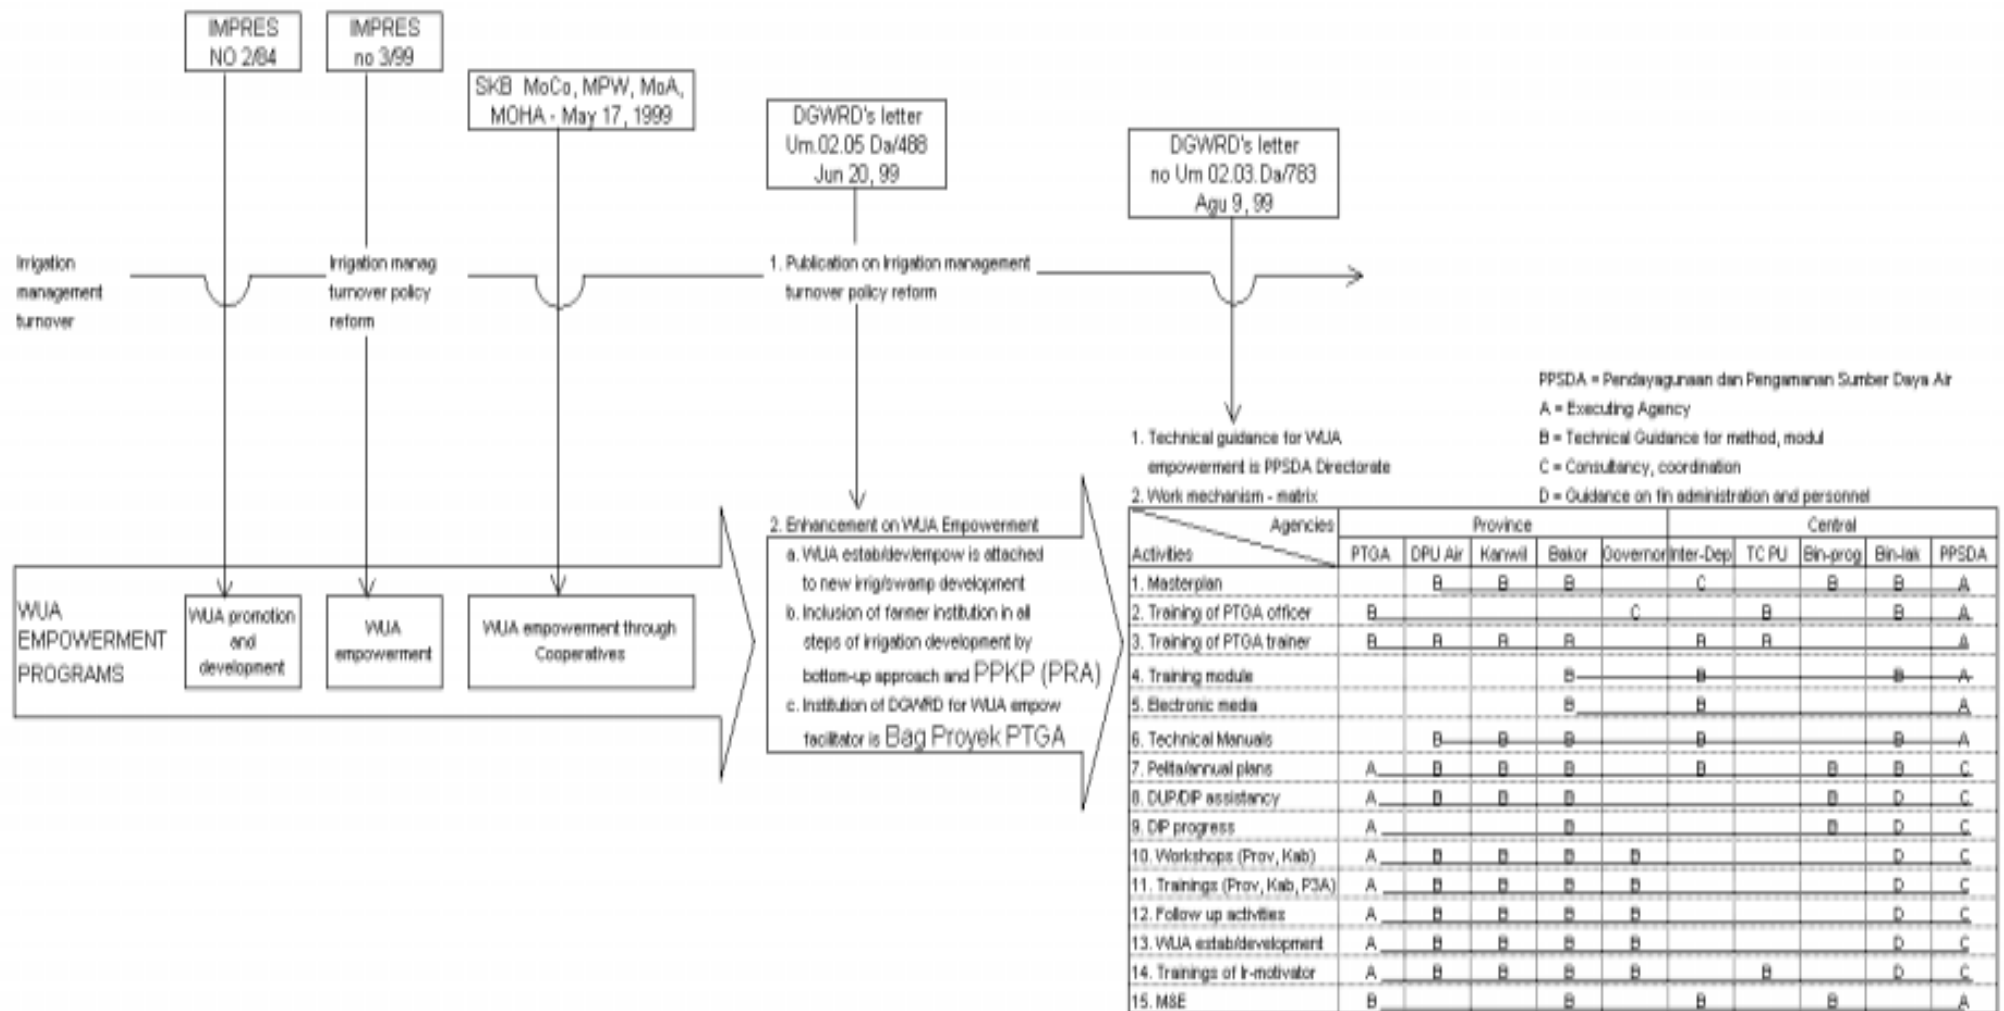 IMPRES
NO 2/84
IMPRES
no 3/99
SKB MoCo, MPW, MoA,
MOHA - May 17, 1999
DGWRD's letter
Um.02.05 Da/488
Jun 20, 99
DGWRD's letter
no Um 02.03.Da/783
Agu 9, 99
Irrigation
management
turnover
Irrigation manag
turnover policy
reform
1. Publication on Irrigation management
turnover policy reform
PPSDA = Pendayagunaan dan Pengamanan Sumber Daya Air
A = Executing Agency
B = Technical Guidance for method, modul
C = Consultancy, coordination
D = Guidance on fin administration and personnel
1. Technical guidance for WUA
empowerment is PPSDA Directorate
2. Work mechanism - matrix
WUA
EMPOWERMENT
PROGRAMS
WUA promotion
and
development
WUA
empowerment
WUA empowerment through
Cooperatives
2. Enhancement on WUA Empowerment
a. WUA estab/dev/empow is attached
to new irrig/swamp development
b. Inclusion of farmer institution in all
steps of irrigation development by
bottom-up approach and PPKP (PRA)
c. Institution of DGWRD for WUA empow
facilitator is Bag Proyek PTGA
Agencies Province Central
Activities PTGA DPU Air Kanwil Bakor Governor Inter-Dep TC PU Bin-prog Bin-lak PPSDA
1. Masterplan B B B C B B A
2. Training of PTGA officer B C B B A
3. Training of PTGA trainer B B B B B B A
4. Training module B B B A
5. Electronic media B B A
6. Technical Manuals B B B B B A
7. Pelita/annual plans A B B B B B B C
8. DUP/DIP assistancy A B B B B D C
9. DIP progress A B B D C
10. Workshops (Prov, Kab) A B B B B D C
11. Trainings (Prov, Kab, P3A) A B B B B D C
12. Follow up activities A B B B B D C
13. WUA estab/development A B B B B D C
14. Trainings of Ir-motivator A B B B B B D C
15. M&E B B B B A